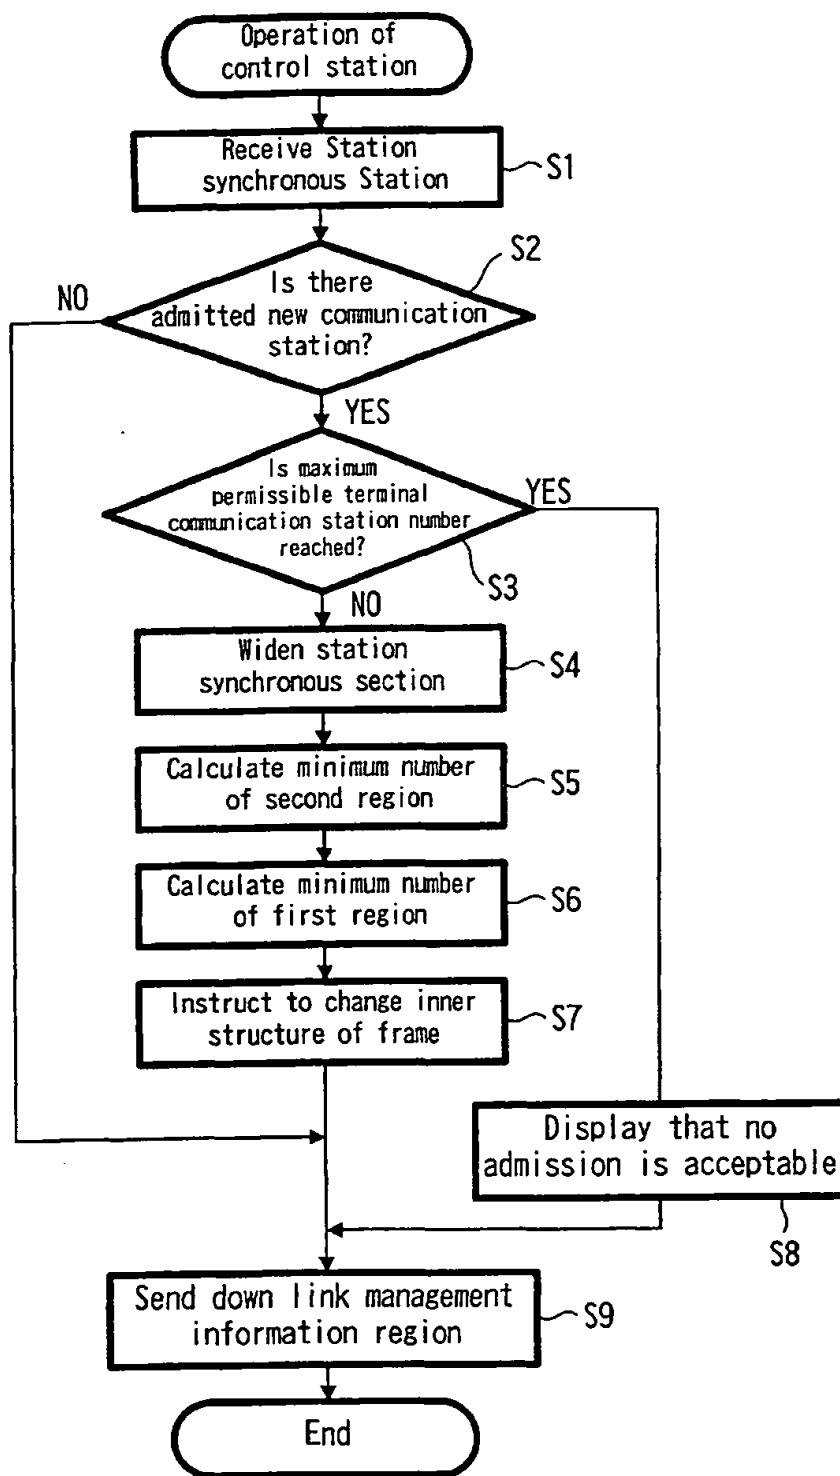 Operation of
control station
Receive Station
synchronous Station
S1
S2
Is there
admitted new communication
station?
NO
YES
Is maximum
permissible terminal
communication station number
reached?
YES
S3
NO
Widen station
synchronous section
S4
Calculate minimum number
of second region
S5
Calculate minimum number
of first region
S6
Instruct to change inner
structure of frame
S7
Display that no
admission is acceptable
S8
Send down link management
information region
S9
End